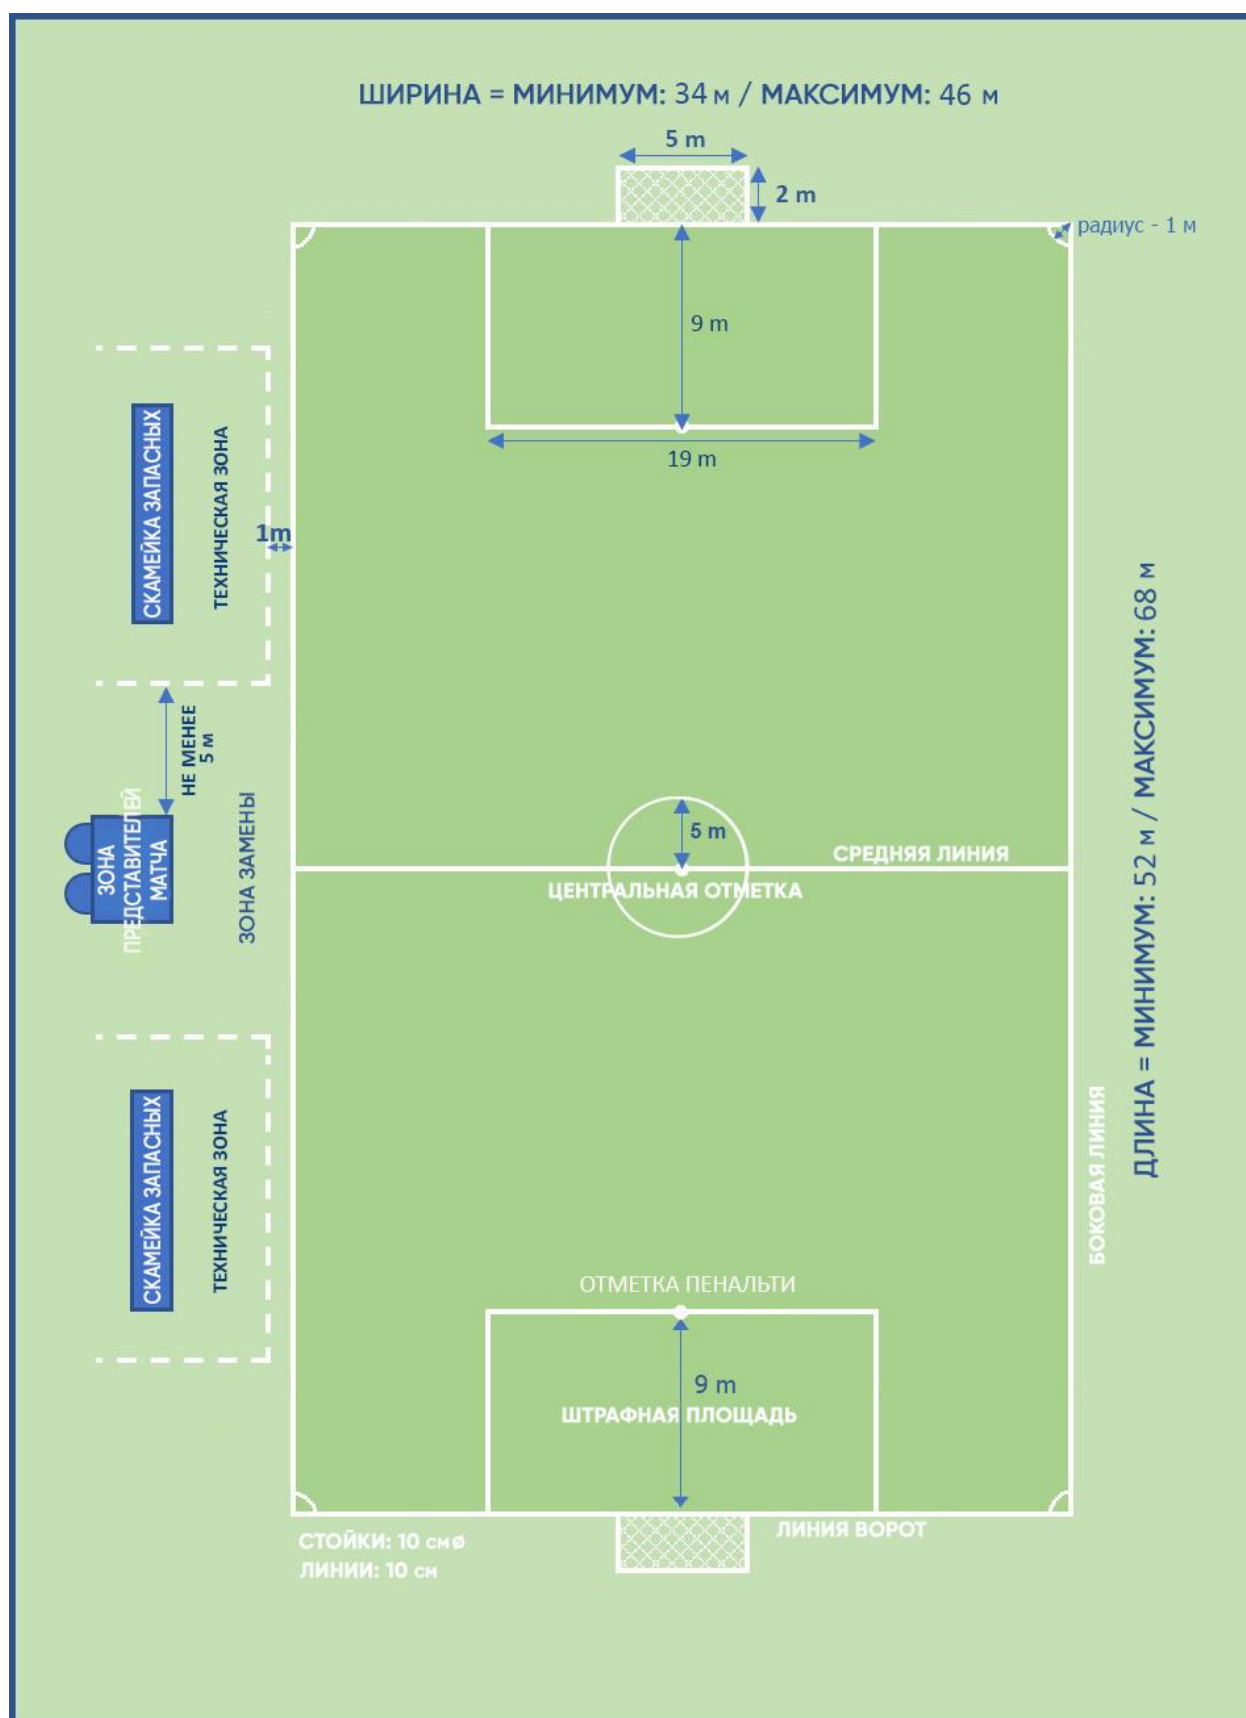 ШИРИНА = МИНИМУМ: 34 м / МАКСИМУМ: 46 м
5 m
2 m
радиус - 1 м
9 m
19 m
СКАМЕЙКА ЗАПАСНЫХ
ТЕХНИЧЕСКАЯ ЗОНА
1m
ДЛИНА = МИНИМУМ: 52 м / МАКСИМУМ: 68 м
НЕ МЕНЕЕ
5 м
ЗОНА
ПРЕДСТАВИТЕЛЕЙ
МАТЧА
ЗОНА ЗАМЕНЫ
5 m
СРЕДНЯЯ ЛИНИЯ
ЦЕНТРАЛЬНАЯ ОТМЕТКА
СКАМЕЙКА ЗАПАСНЫХ
ТЕХНИЧЕСКАЯ ЗОНА
БОКОВАЯ ЛИНИЯ
ОТМЕТКА ПЕНАЛЬТИ
9 m
ШТРАФНАЯ ПЛОЩАДЬ
ЛИНИЯ ВОРОТ
СТОЙКИ: 10 смø
ЛИНИИ: 10 см